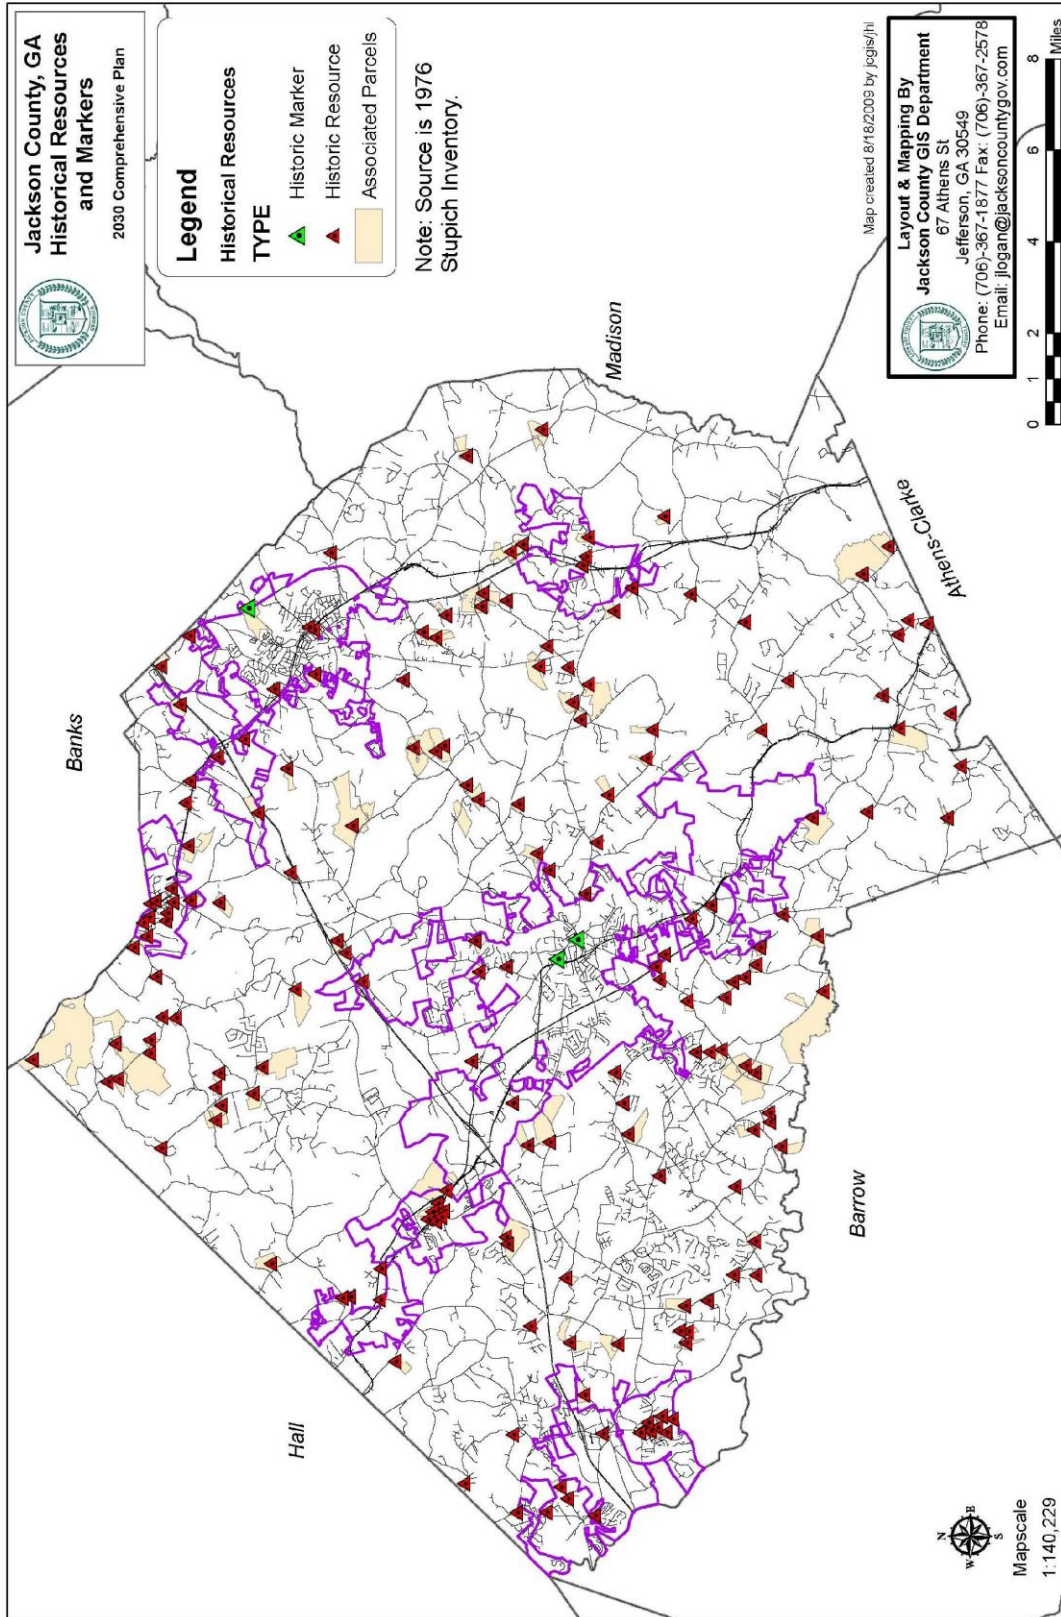 Jackson County, GA
Historical Resources
and Markers
2030 Comprehensive Plan
Legend
Historical Resources
TYPE
Historic Marker
Historic Resource
Associated Parcels
Note: Source is 1976
Stupich Inventory.
Banks
Hall
Madison
Barrow
Athens-Clarke
Map created 8/18/2009 by jcgis/jhl
Layout & Mapping By
Jackson County GIS Department
67 Athens St
Jefferson, GA 30549
Phone: (706)-367-1877 Fax: (706)-367-2578
Email: jlogan@jacksoncountygov.com
0 1 2 4 6 8
Miles
N
W E
S
Mapscale
1:140,229